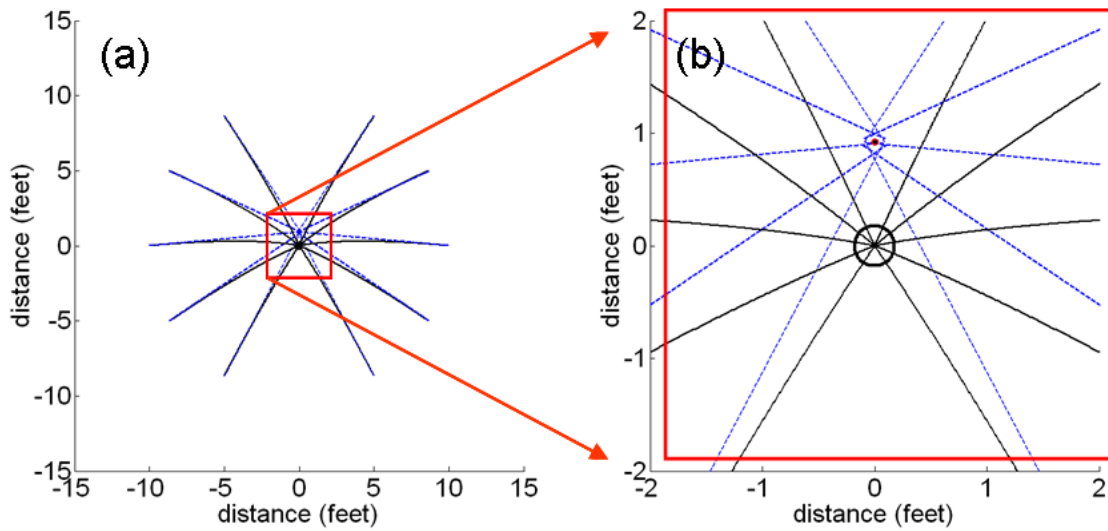 (a)
15
10
5
0
-5
-10
-15
-15 -10 -5 0 5 10 15
distance (feet)
distance (feet)
(b)
2
1
0
-1
-2
-2 -1 0 1 2
distance (feet)
distance (feet)